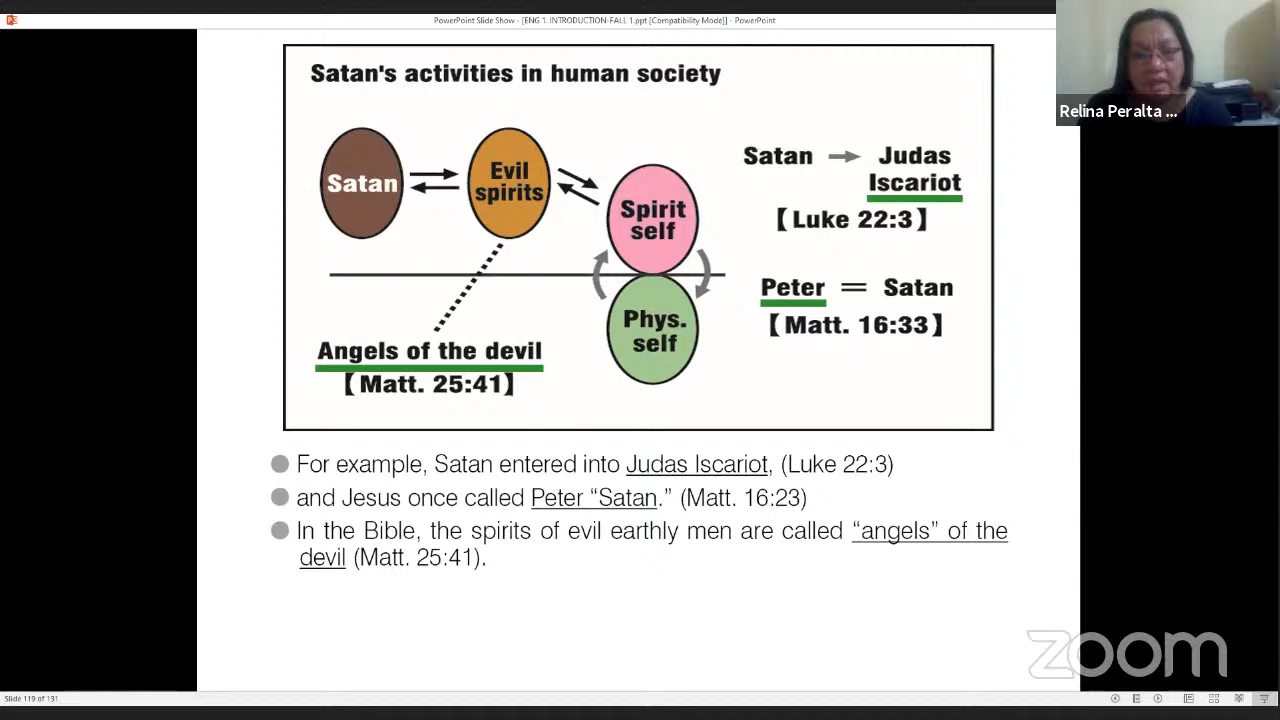 PowerPoint Slide Show - [ENG 1. INTRODUCTION-FALL 1.ppt [Compatibility Mode]] - PowerPoint
Relina Peralta ...
Satan's activities in human society
Satan
Evil
spirits
Spirit
self
Phys.
self
Angels of the devil
【Matt. 25:41】
Satan → Judas
Iscariot
【Luke 22:3】
Peter = Satan
【Matt. 16:33】
For example, Satan entered into Judas Iscariot, (Luke 22:3)
and Jesus once called Peter “Satan.” (Matt. 16:23)
In the Bible, the spirits of evil earthly men are called “angels” of the
devil (Matt. 25:41).
zoom
Slide 119 of 131